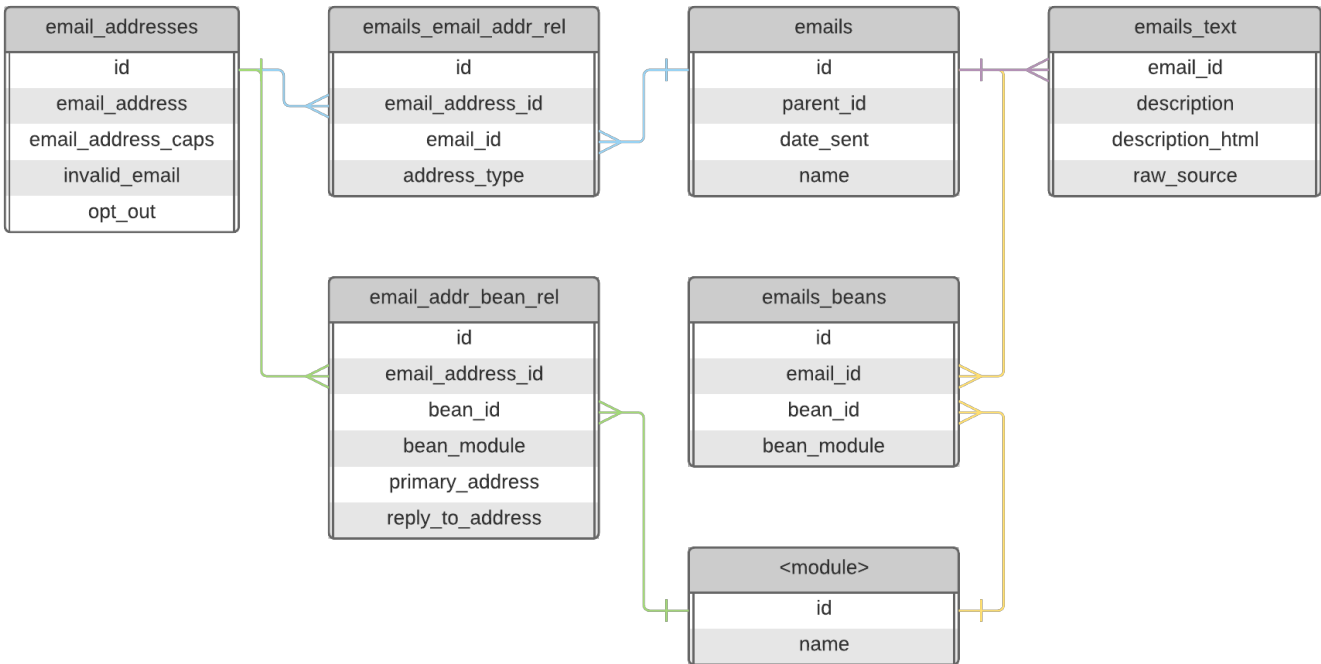 email_addresses
id
email_address
email_address_caps
invalid_email
opt_out
emails_email_addr_rel
id
email_address_id
email_id
address_type
emails
id
parent_id
date_sent
name
emails_text
email_id
description
description_html
raw_source
email_addr_bean_rel
id
email_address_id
bean_id
bean_module
primary_address
reply_to_address
emails_beans
id
email_id
bean_id
bean_module
<module>
id
name